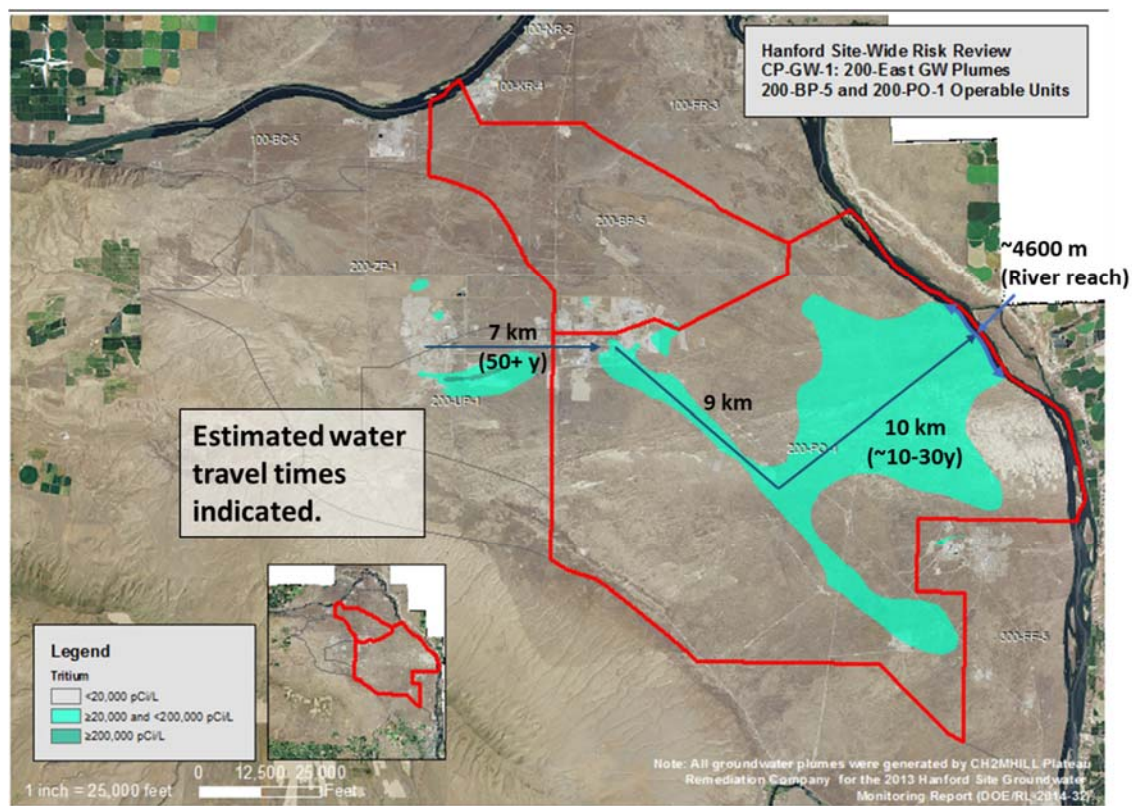 100-NR-2
100-KR-4
100-FR-3
100-BC-5
Hanford Site-Wide Risk Review
CP-GW-1: 200-East GW Plumes
200-BP-5 and 200-PO-1 Operable Units
200-BP-5
200-ZP-1
~4600 m
(River reach)
7 km
(50+ y)
200-UP-1
9 km
10 km
200-PO-1
(~10-30y)
Estimated water
travel times
indicated.
300-FF-5
Legend
Tritium
<20,000 pCi/L
≥20,000 and <200,000 pCi/L
≥200,000 pCi/L
0 12,500 25,000
Feet
1 inch = 25,000 feet
Note: All groundwater plumes were generated by CH2MHILL Plateau
Remediation Company for the 2013 Hanford Site Groundwater
Monitoring Report (DOE/RL-2014-32)